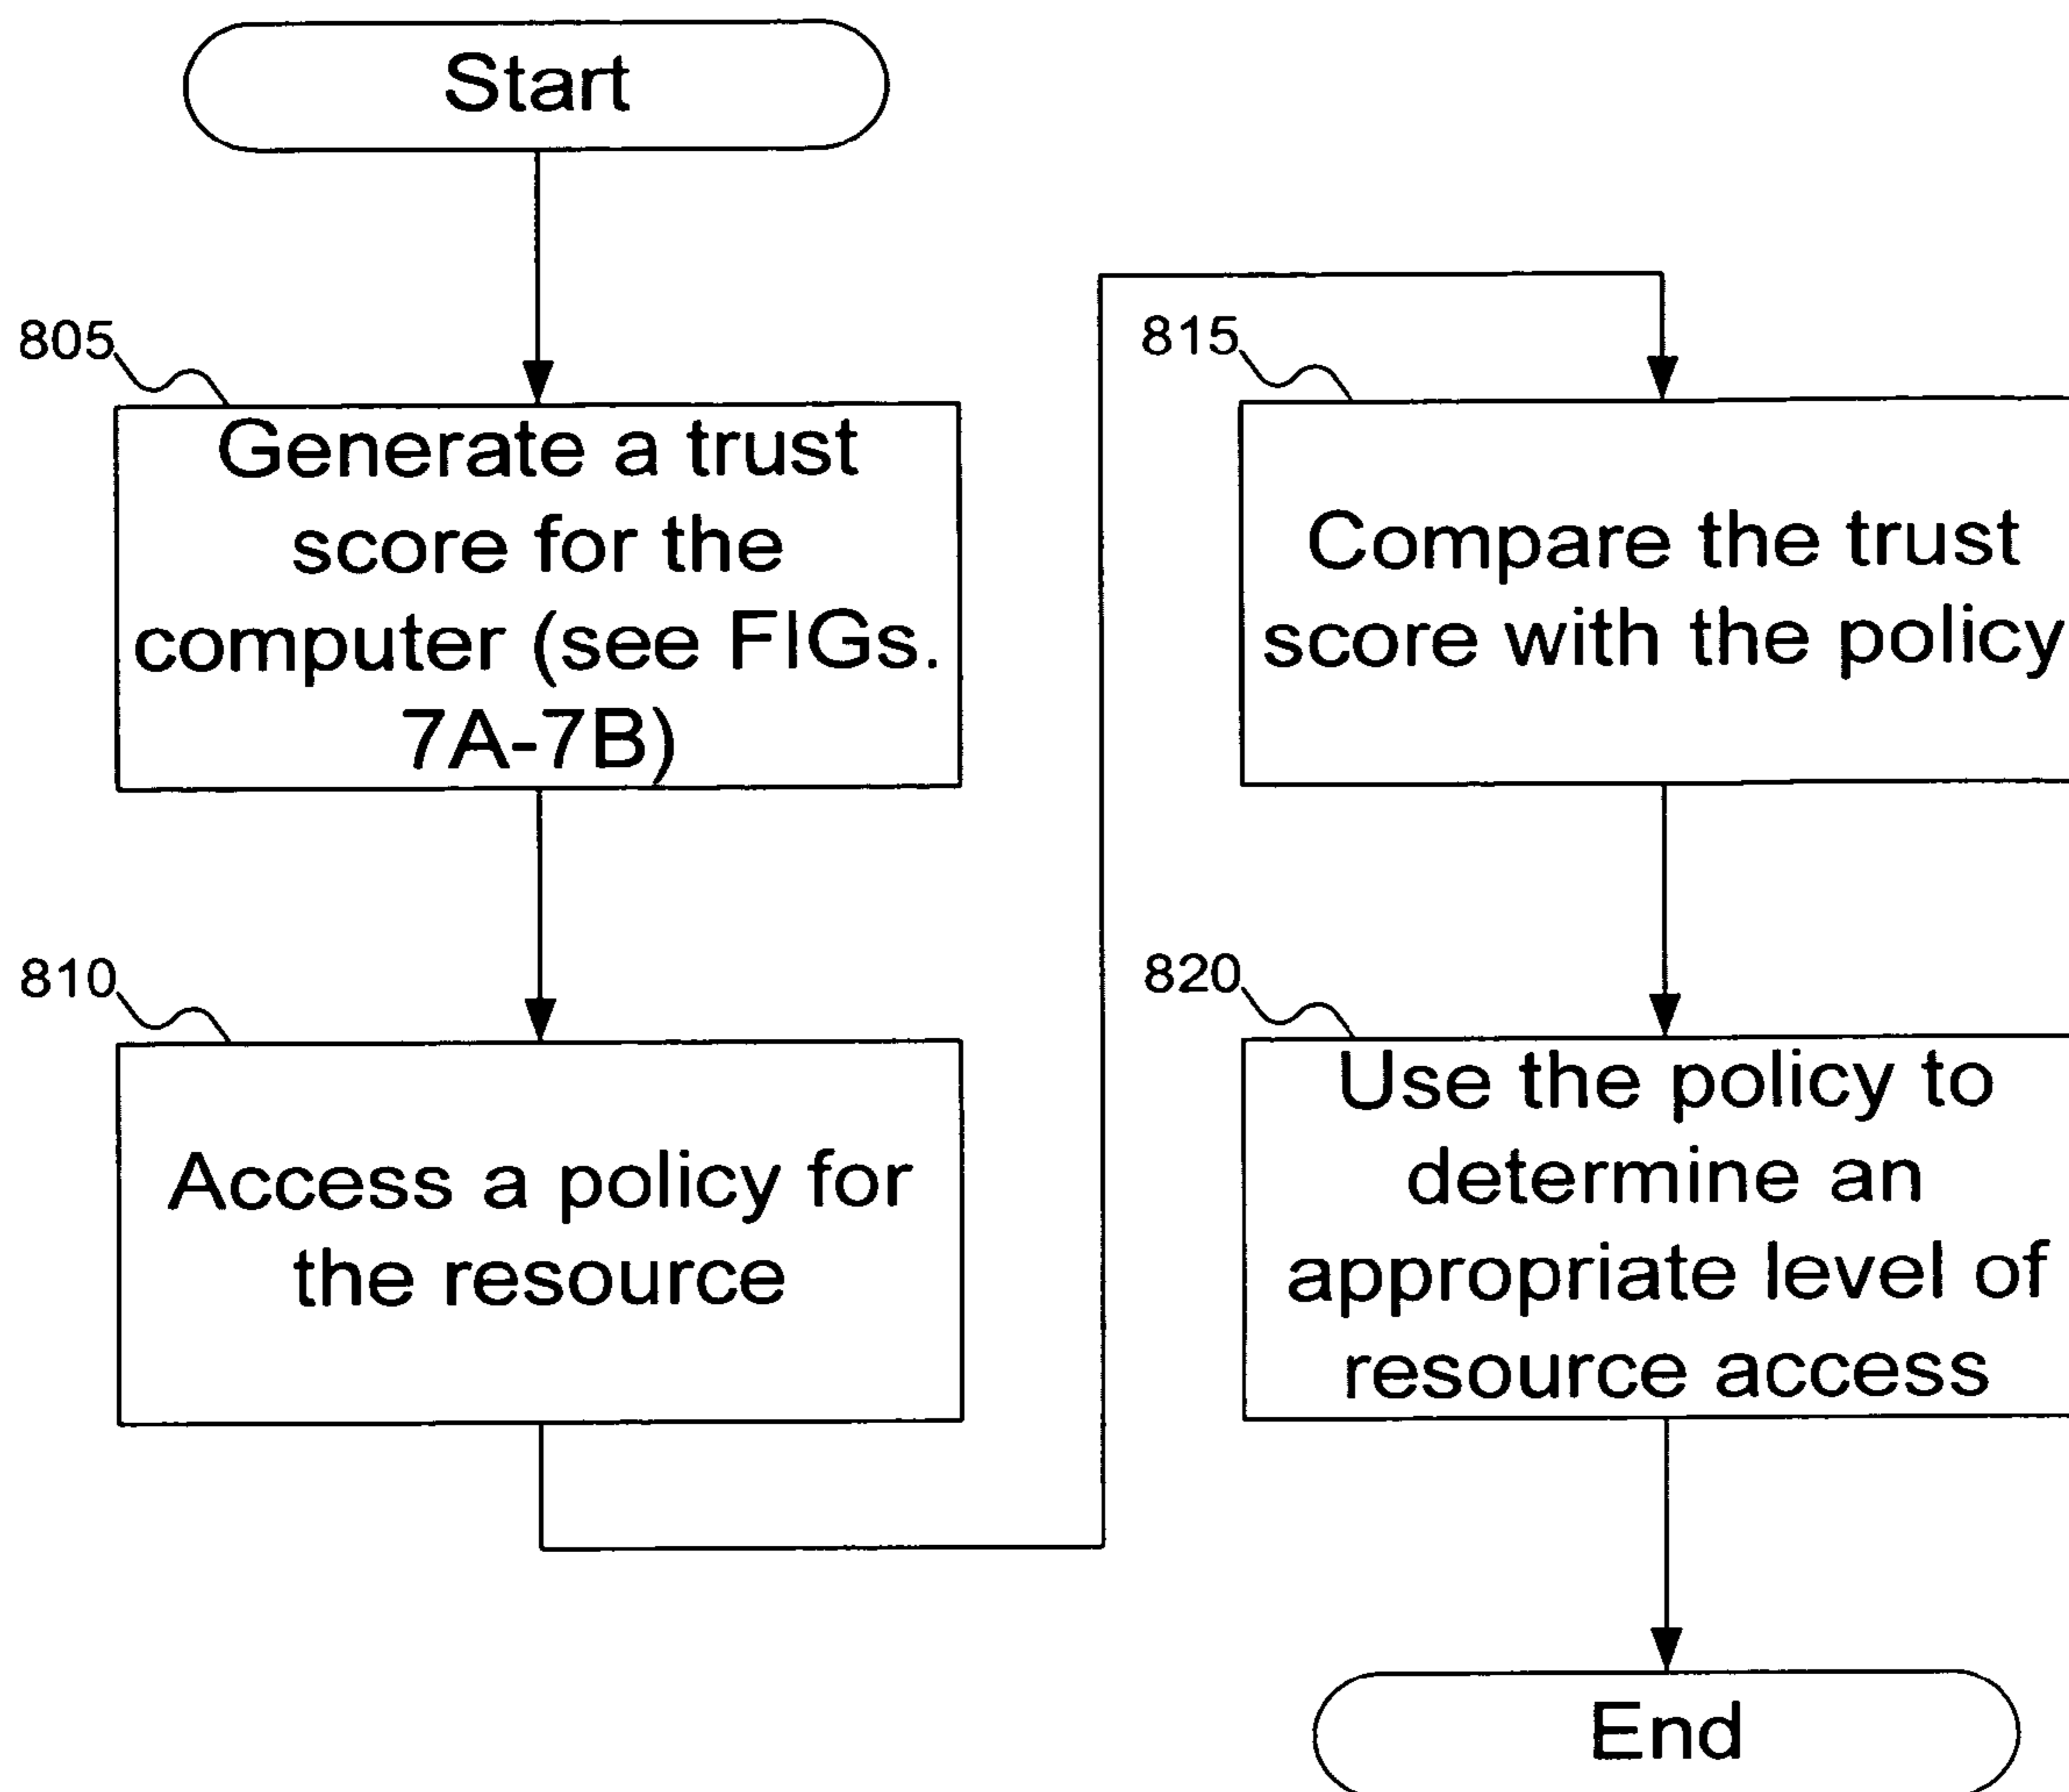 Start
805
Generate a trust
score for the
computer (see FIGs.
7A-7B)
810
Access a policy for
the resource
815
Compare the trust
score with the policy
820
Use the policy to
determine an
appropriate level of
resource access
End